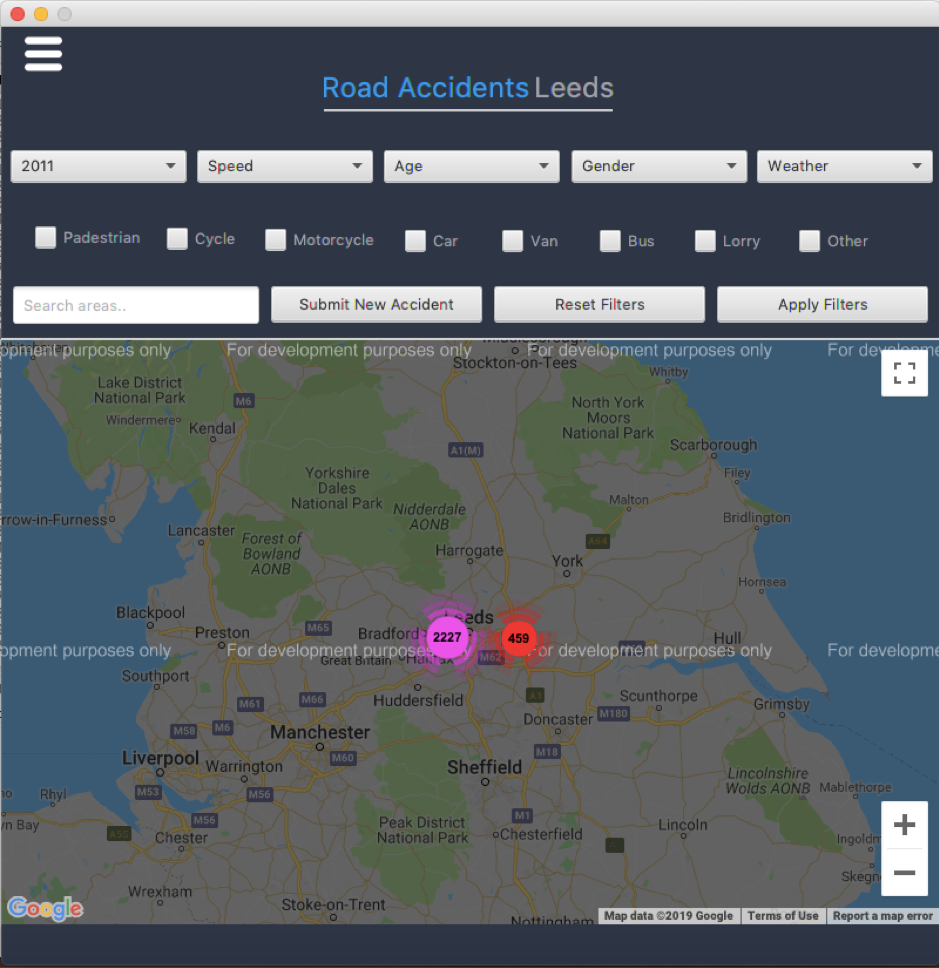 Road Accidents Leeds
2011 Speed Age Gender Weather
Padestrian Cycle Motorcycle Car Van Bus Lorry Other
Search areas.. Submit New Accident Reset Filters Apply Filters
opment purposes only For development purposes only For development purposes only For de
Stockton-on-Tees
Whitby
Lake District
National Park
M6
North York
Moors
National Park
Windermere
Kendal
A1(M)
Scarborough
Yorkshire
Dales
National Park
Filey
Malton
Nidderdale
AONB
rrow-in-Furness
Bridlington
Lancaster
Forest of
Bowland
AONB
A64
Harrogate
York
Hornsea
Blackpool
Preston
M65
Bradford
2227
eeds
459
Hull
opment purposes only For development purposes only For development purposes only For de
Great Britain
Halifax
M62
Southport
Huddersfield
A1
Scunthorpe
M61
M66
Grimsby
M180
Doncaster
M58
M6
Manchester
M60
M18
Liverpool
Warrington
Sheffield
Lincolnshire
Wolds AONB
Mablethorpe
Rhyl
M53
M56
yn Bay
M56
A55
Chester
M1
Peak District
National Park
Chesterfield
Lincoln
Ingoldm
Skegn
Wrexham
Stoke-on-Trent
Nottingham
Google
Map data ©2019 Google Terms of Use Report a map error